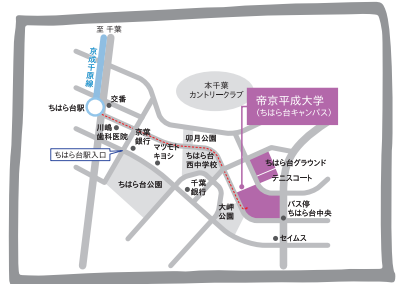 至 千葉
京成千原線
本千葉
カントリークラブ
帝京平成大学
(ちはら台キャンパス)
交番
ちはら台駅
川嶋
歯科医院
京葉
銀行
卯月公園
マツモト
キヨシ
ちはら台
西中学校
ちはら台駅入口
ちはら台グラウンド
テニスコート
ちはら台公園
千葉
銀行
大岬
公園
バス停
ちはら台中央
セイムス